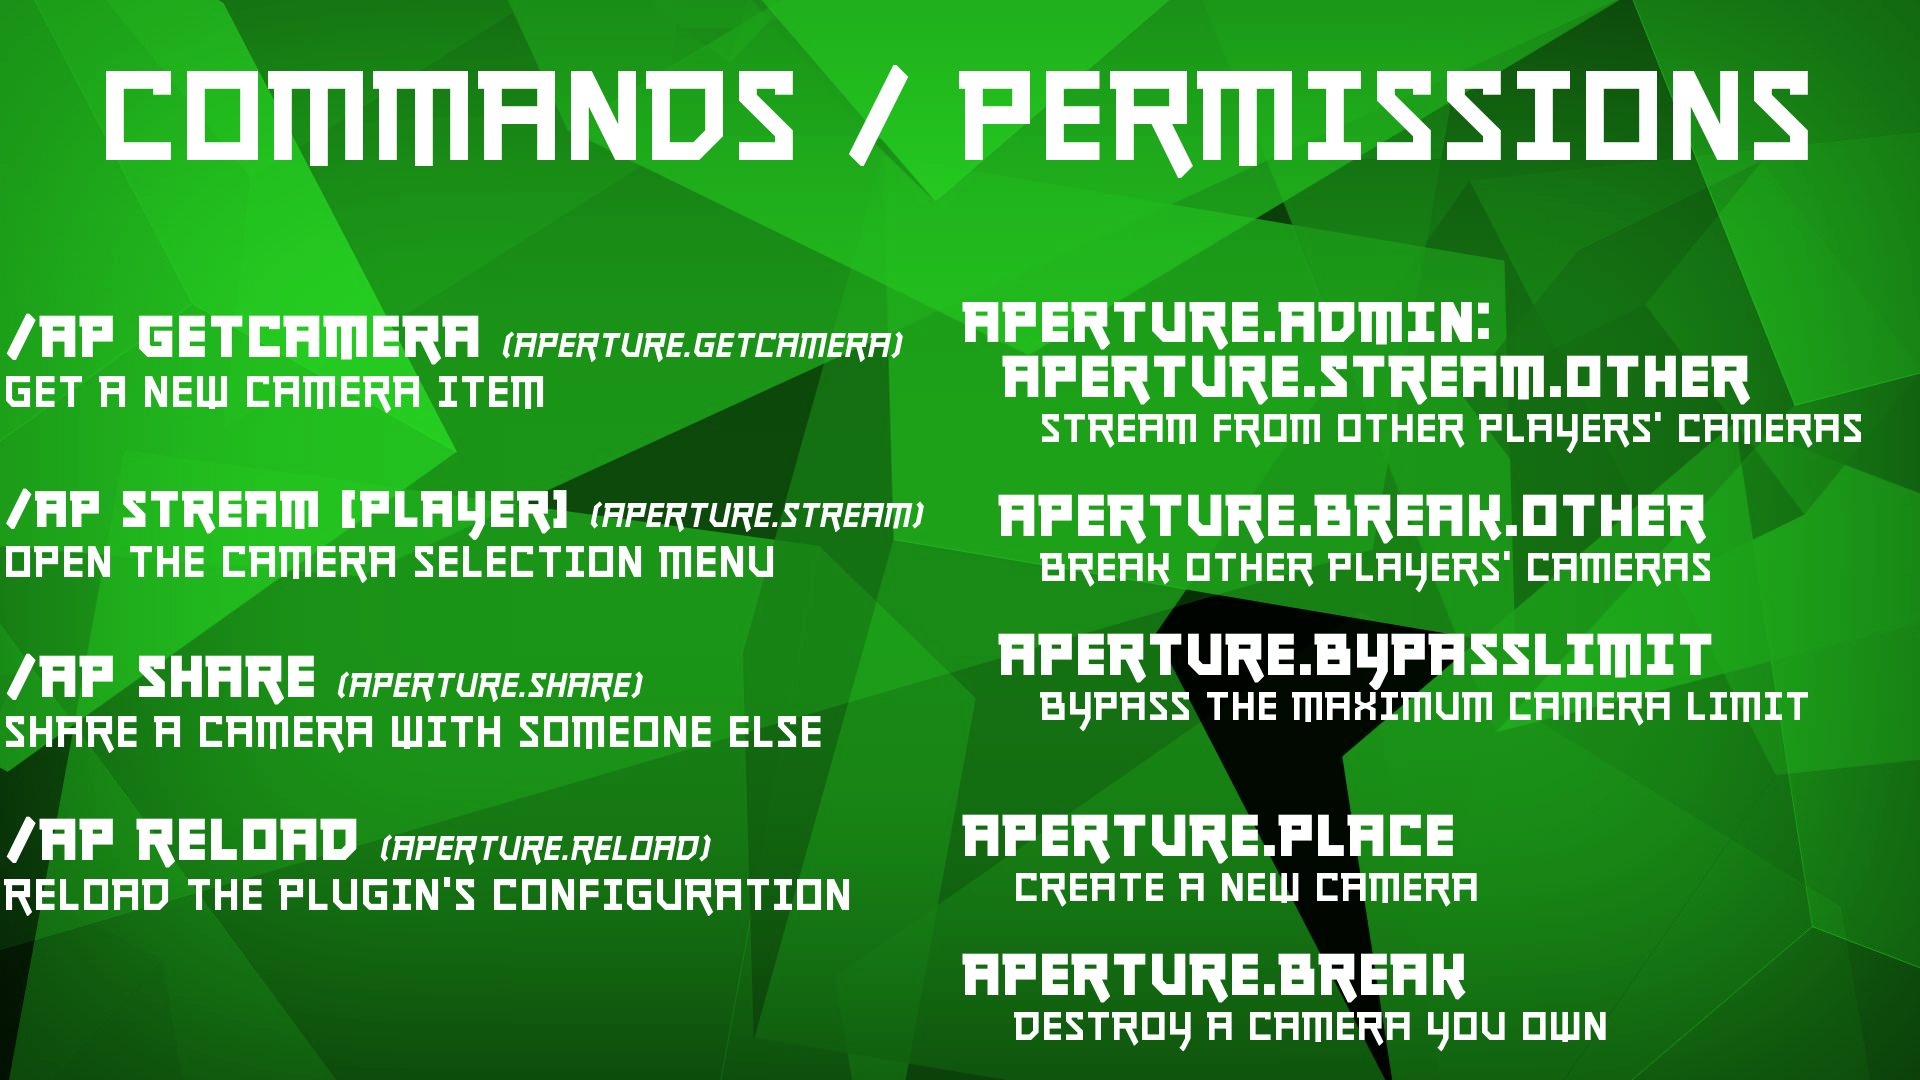 COMMANDS / PERMISSIONS
/AP GETCAMERA (APERTURE.GETCAMERA)
GET A NEW CAMERA ITEM
/AP STREAM [PLAYER] (APERTURE.STREAM)
OPEN THE CAMERA SELECTION MENU
/AP SHARE (APERTURE.SHARE)
SHARE A CAMERA WITH SOMEONE ELSE
/AP RELOAD (APERTURE.RELOAD)
RELOAD THE PLUGIN'S CONFIGURATION
APERTURE.ADMIN:
APERTURE.STREAM.OTHER
STREAM FROM OTHER PLAYERS' CAMERAS
APERTURE.BREAK.OTHER
BREAK OTHER PLAYERS' CAMERAS
APERTURE.BYPASSLIMIT
BYPASS THE MAXIMUM CAMERA LIMIT
APERTURE.PLACE
CREATE A NEW CAMERA
APERTURE.BREAK
DESTROY A CAMERA YOU OWN